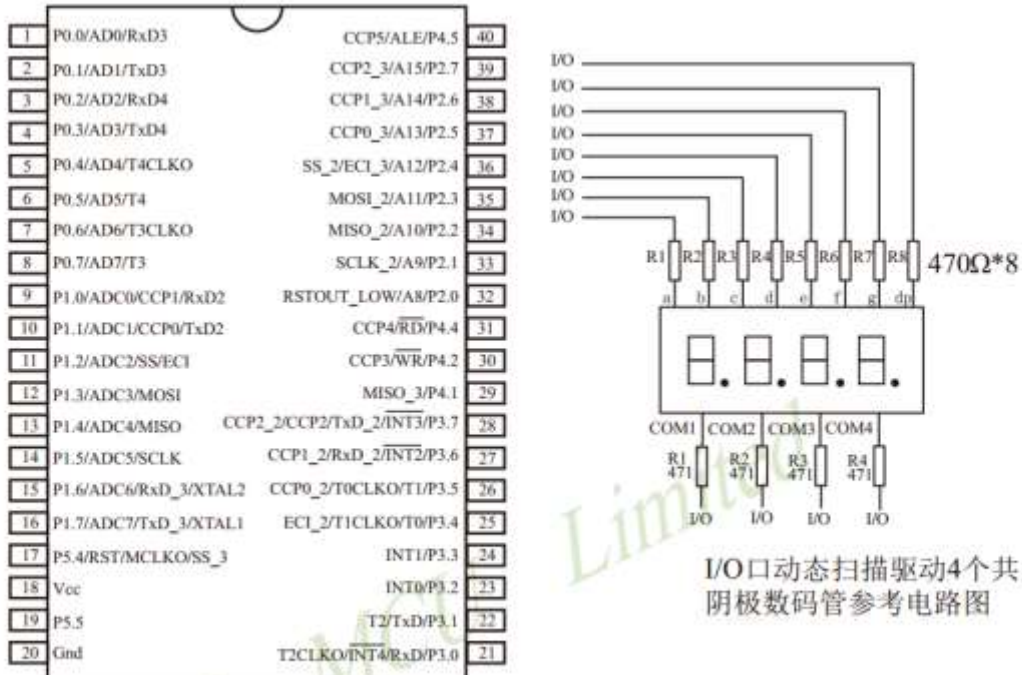 1 P0.0/AD0/RxD3
2 P0.1/AD1/TxD3
3 P0.2/AD2/RxD4
4 P0.3/AD3/TxD4
5 P0.4/AD4/T4CLKO
6 P0.5/AD5/T4
7 P0.6/AD6/T3CLKO
8 P0.7/AD7/T3
9 P1.0/ADC0/CCP1/RxD2
10 P1.1/ADC1/CCP0/TxD2
11 P1.2/ADC2/SS/ECI
12 P1.3/ADC3/MOSI
13 P1.4/ADC4/MISO
14 P1.5/ADC5/SCLK
15 P1.6/ADC6/RxD_3/XTAL2
16 P1.7/ADC7/TxD_3/XTAL1
17 P5.4/RST/MCLKO/SS_3
18 Vcc
19 P5.5
20 Gnd
CCP5/ALE/P4.5 40
CCP2_3/A15/P2.7 39
CCP1_3/A14/P2.6 38
CCP0_3/A13/P2.5 37
SS_2/ECI_3/A12/P2.4 36
MOSI_2/A11/P2.3 35
MISO_2/A10/P2.2 34
SCLK_2/A9/P2.1 33
RSTOUT_LOW/A8/P2.0 32
CCP4/RD/P4.4 31
CCP3/WR/P4.2 30
MISO_3/P4.1 29
CCP2_2/CCP2/TxD_2/INT3/P3.7 28
CCP1_2/RxD_2/INT2/P3.6 27
CCP0_2/T0CLKO/T1/P3.5 26
ECI_2/T1CLKO/T0/P3.4 25
INT1/P3.3 24
INT0/P3.2 23
T2/TxD/P3.1 22
T2CLKO/INT4/RxD/P3.0 21
I/O
I/O
I/O
I/O
I/O
I/O
I/O
I/O
R1 R2 R3 R4 R5 R6 R7 R8 470Ω*8
a b c d e f g dp
COM1 COM2 COM3 COM4
R1 R2 R3 R4
471 471 471 471
I/O I/O I/O I/O
I/O口动态扫描驱动4个共
阴极数码管参考电路图
MCU Limited